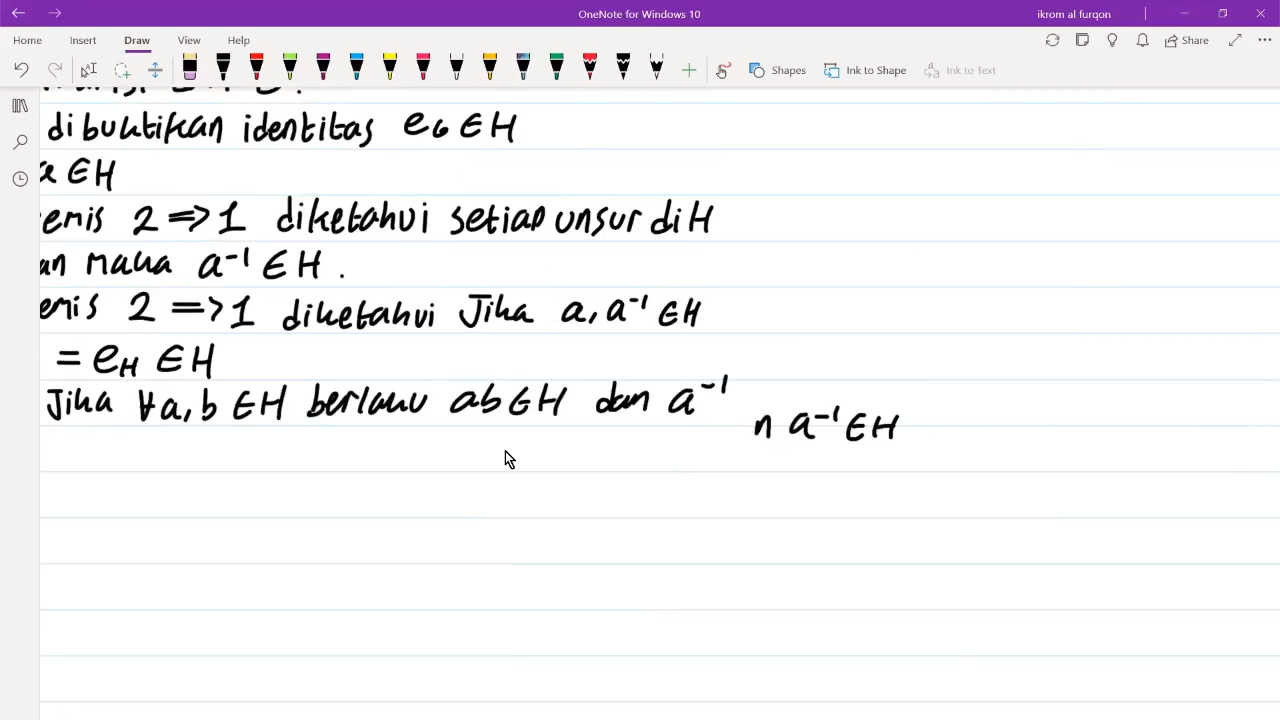 OneNote for Windows 10
ikrom al furqon
Home Insert Draw View Help
Share
Shapes Ink to Shape Ink to Text
dibuktikan identitas eG ∈ H
a ∈ H
emis 2 => 1 diketahui setiap unsur di H
an maka a⁻¹ ∈ H .
emis 2 => 1 diketahui Jika a, a⁻¹ ∈ H
= eH ∈ H
Jika ∀a, b ∈ H berlaku ab ∈ H dan a⁻¹
n a⁻¹ ∈ H